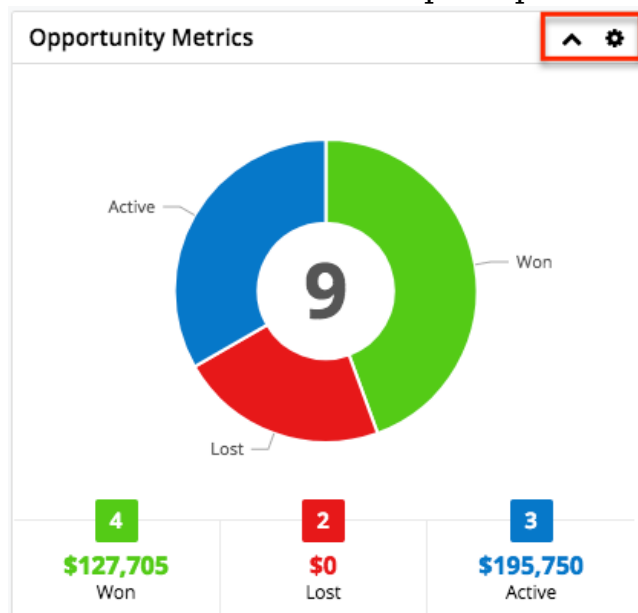 Opportunity Metrics
Active
Won
9
Lost
4
2
3
$127,705
$0
$195,750
Won
Lost
Active